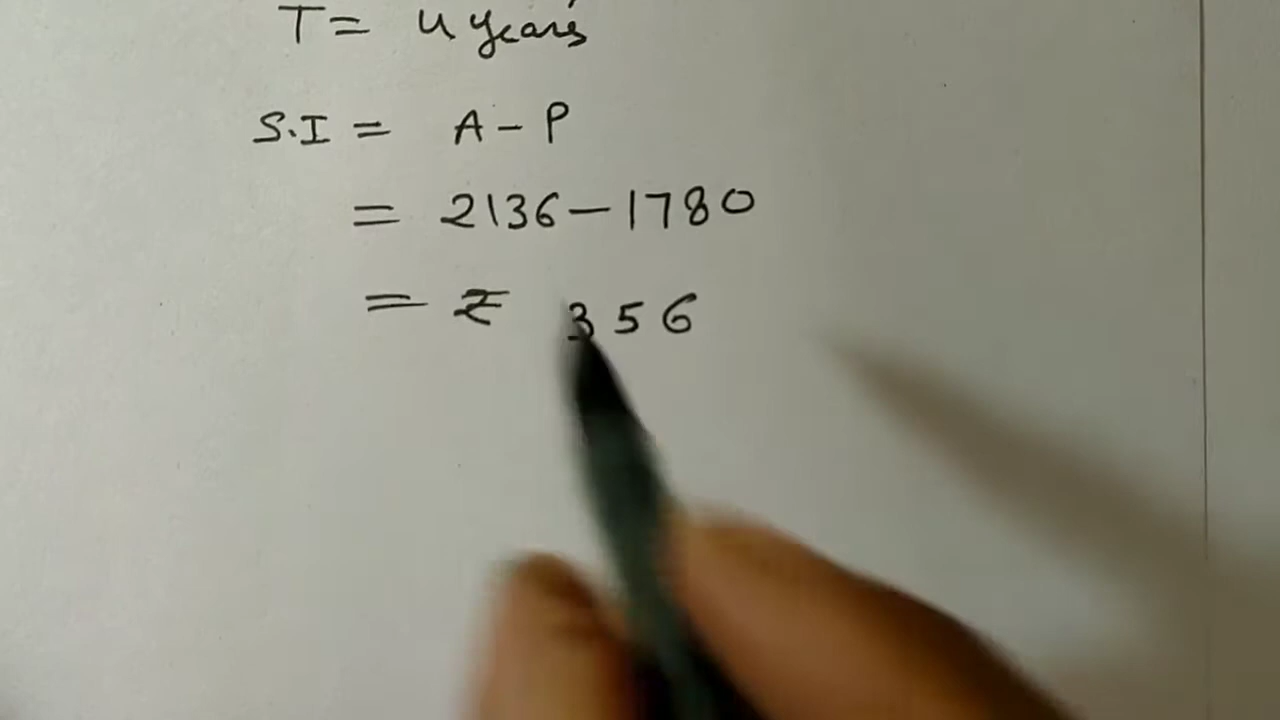 T = 4 years
S.I = A - P
= 2136 - 1780
= ₹ 356